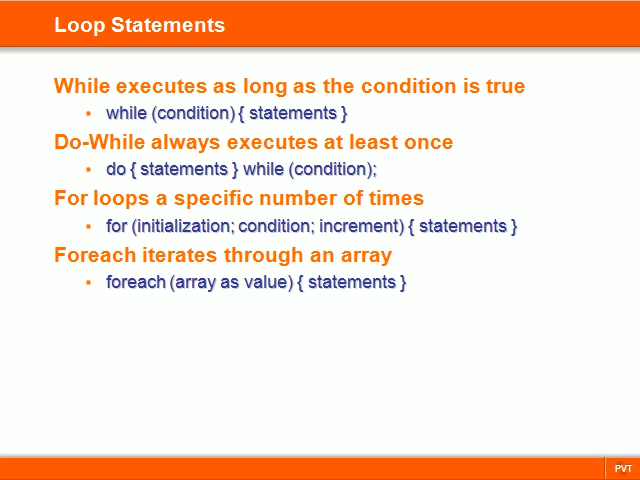 Loop Statements
While executes as long as the condition is true
• while (condition) { statements }
Do-While always executes at least once
• do { statements } while (condition);
For loops a specific number of times
• for (initialization; condition; increment) { statements }
Foreach iterates through an array
• foreach (array as value) { statements }
PVT